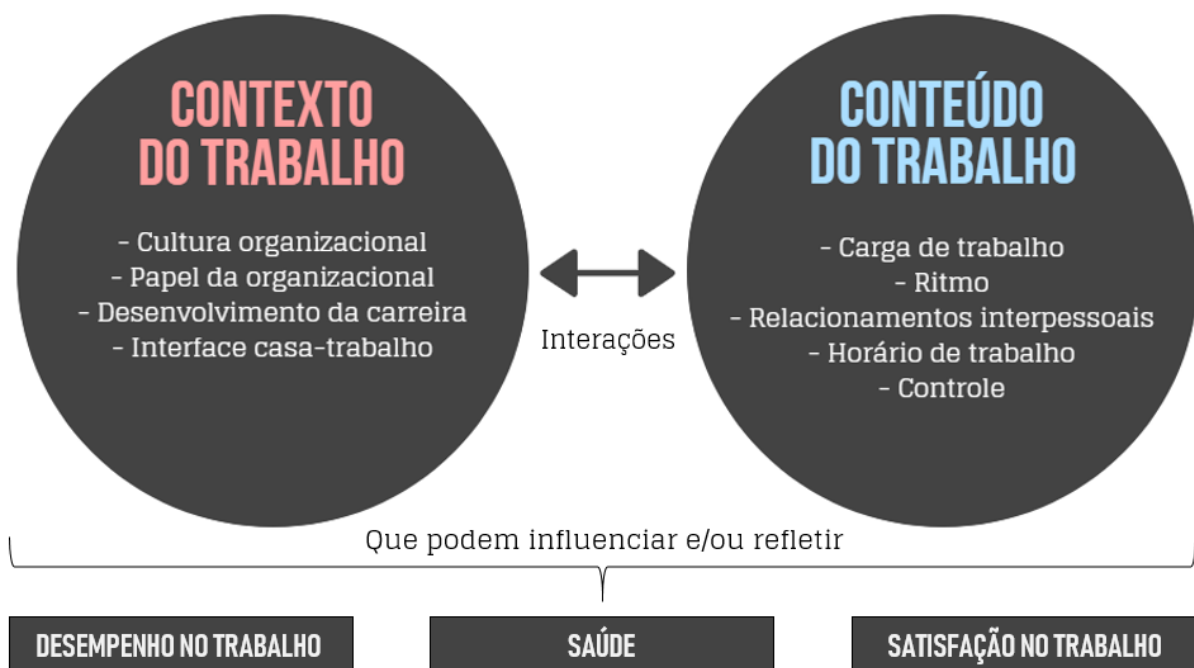 CONTEXTO
DO TRABALHO
- Cultura organizacional
- Papel da organizacional
- Desenvolvimento da carreira
- Interface casa-trabalho
Interações
CONTEÚDO
DO TRABALHO
- Carga de trabalho
- Ritmo
- Relacionamentos interpessoais
- Horário de trabalho
- Controle
Que podem influenciar e/ou refletir
DESEMPENHO NO TRABALHO
SAÚDE
SATISFAÇÃO NO TRABALHO